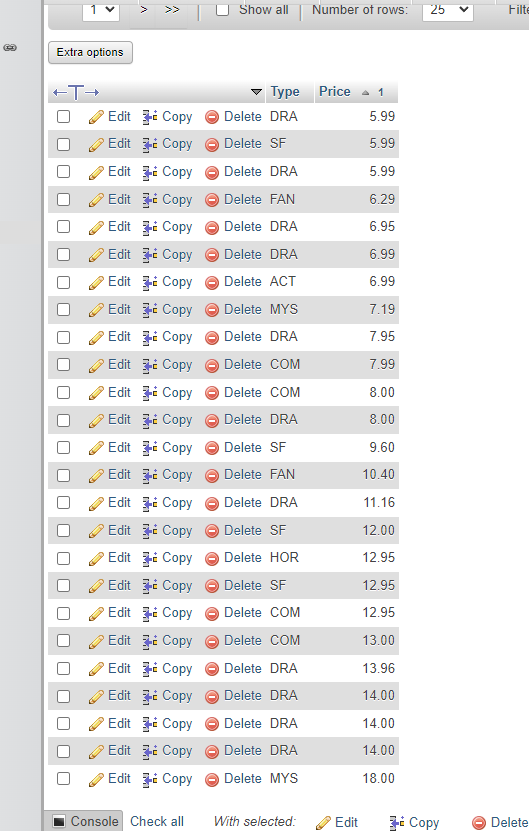 1 > >> Show all Number of rows: 25 Filte
Extra options
Type Price 1
Edit Copy Delete DRA 5.99
Edit Copy Delete SF 5.99
Edit Copy Delete DRA 5.99
Edit Copy Delete FAN 6.29
Edit Copy Delete DRA 6.95
Edit Copy Delete DRA 6.99
Edit Copy Delete ACT 6.99
Edit Copy Delete MYS 7.19
Edit Copy Delete DRA 7.95
Edit Copy Delete COM 7.99
Edit Copy Delete COM 8.00
Edit Copy Delete DRA 8.00
Edit Copy Delete SF 9.60
Edit Copy Delete FAN 10.40
Edit Copy Delete DRA 11.16
Edit Copy Delete SF 12.00
Edit Copy Delete HOR 12.95
Edit Copy Delete SF 12.95
Edit Copy Delete COM 12.95
Edit Copy Delete COM 13.00
Edit Copy Delete DRA 13.96
Edit Copy Delete DRA 14.00
Edit Copy Delete DRA 14.00
Edit Copy Delete DRA 14.00
Edit Copy Delete MYS 18.00
Console Check all With selected: Edit Copy Delete